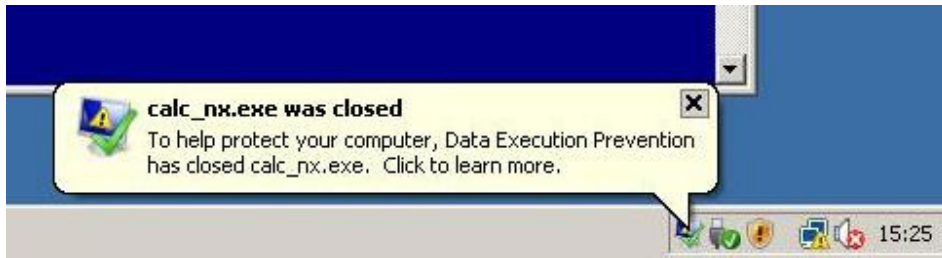 calc_nx.exe was closed
To help protect your computer, Data Execution Prevention
has closed calc_nx.exe. Click to learn more.
15:25